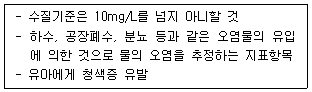 - 수질기준은 10mg/L를 넘지 아니할 것
- 하수, 공장폐수, 분뇨 등과 같은 오염물의 유입
에 의한 것으로 물의 오염을 추정하는 지표항목
- 유아에게 청색증 유발